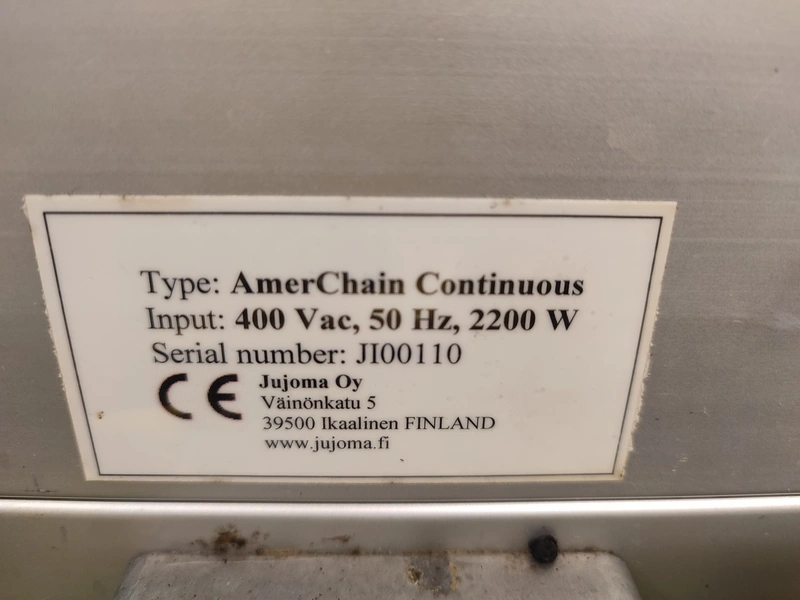 Type: AmerChain Continuous
Input: 400 Vac, 50 Hz, 2200 W
Serial number: JI00110
CE Jujoma Oy
Väinönkatu 5
39500 Ikaalinen FINLAND
www.jujoma.fi